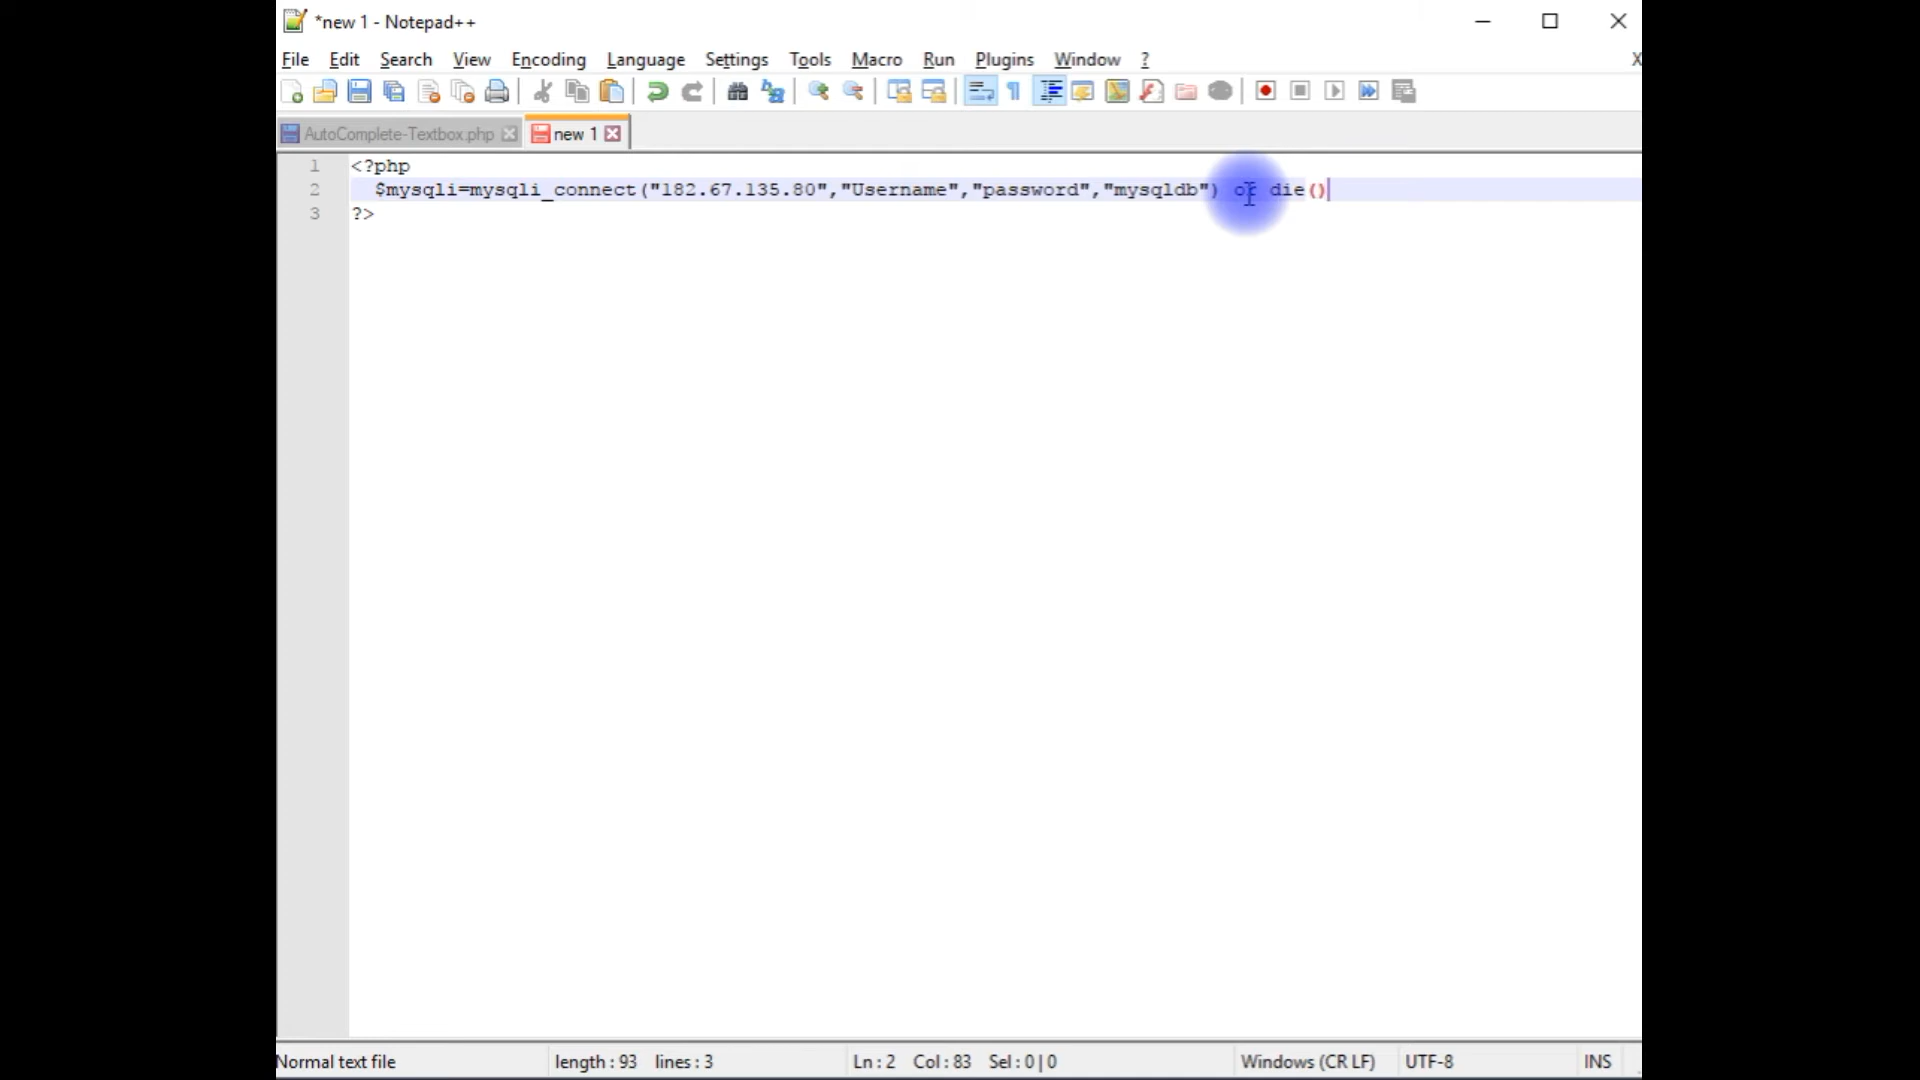 *new 1 - Notepad++
File Edit Search View Encoding Language Settings Tools Macro Run Plugins Window ? X
AutoComplete-Textbox.php new 1
1 <?php
2 $mysqli=mysqli_connect("182.67.135.80","Username","password","mysqldb") or die()
3 ?>
Normal text file length : 93 lines : 3 Ln : 2 Col : 83 Sel : 0 | 0 Windows (CR LF) UTF-8 INS